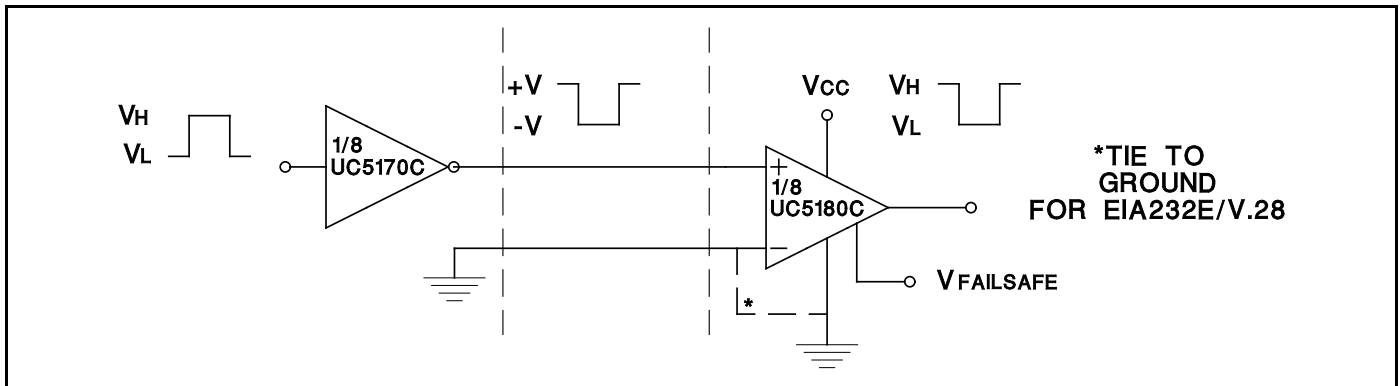 VH
VL
1/8
UC5170C
+V
-V
VCC
VH
VL
+
1/8
UC5180C
−
*TIE TO
GROUND
FOR EIA232E/V.28
VFAILSAFE
*